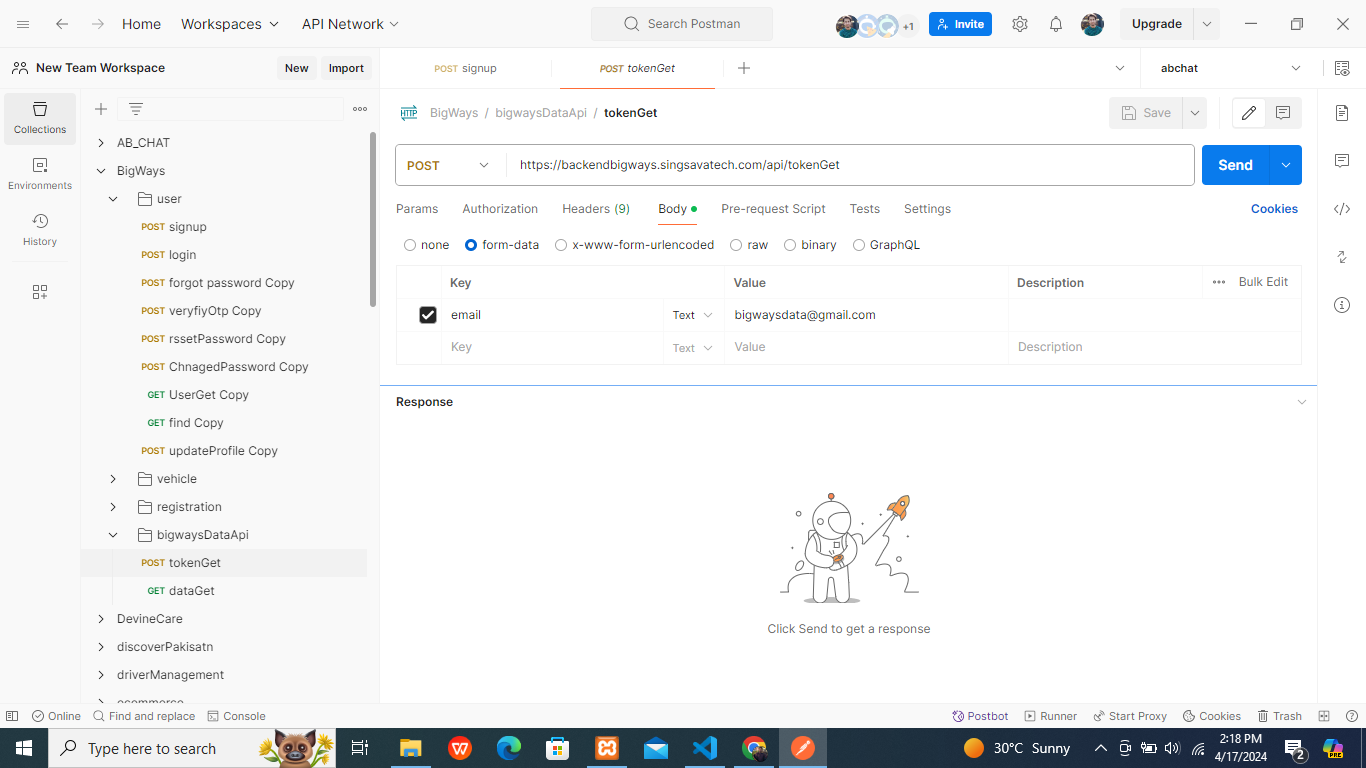 Home Workspaces API Network Search Postman +1 Invite Upgrade
New Team Workspace New Import POST signup POST tokenGet abchat
Collections
Environments
History
AB_CHAT
BigWays
user
POST signup
POST login
POST forgot password Copy
POST veryfiyOtp Copy
POST rssetPassword Copy
POST ChnagedPassword Copy
GET UserGet Copy
GET find Copy
POST updateProfile Copy
vehicle
registration
bigwaysDataApi
POST tokenGet
GET dataGet
DevineCare
discoverPakisatn
driverManagement
ecommerce
HTTP BigWays / bigwaysDataApi / tokenGet Save
POST https://backendbigways.singsavatech.com/api/tokenGet Send
Params Authorization Headers (9) Body Pre-request Script Tests Settings Cookies
none form-data x-www-form-urlencoded raw binary GraphQL
Key Value Description Bulk Edit
email Text bigwaysdata@gmail.com
Key Text Value Description
Response
Click Send to get a response
Online Find and replace Console Postbot Runner Start Proxy Cookies Trash
Type here to search 30°C Sunny 2:18 PM
4/17/2024 2 PRE